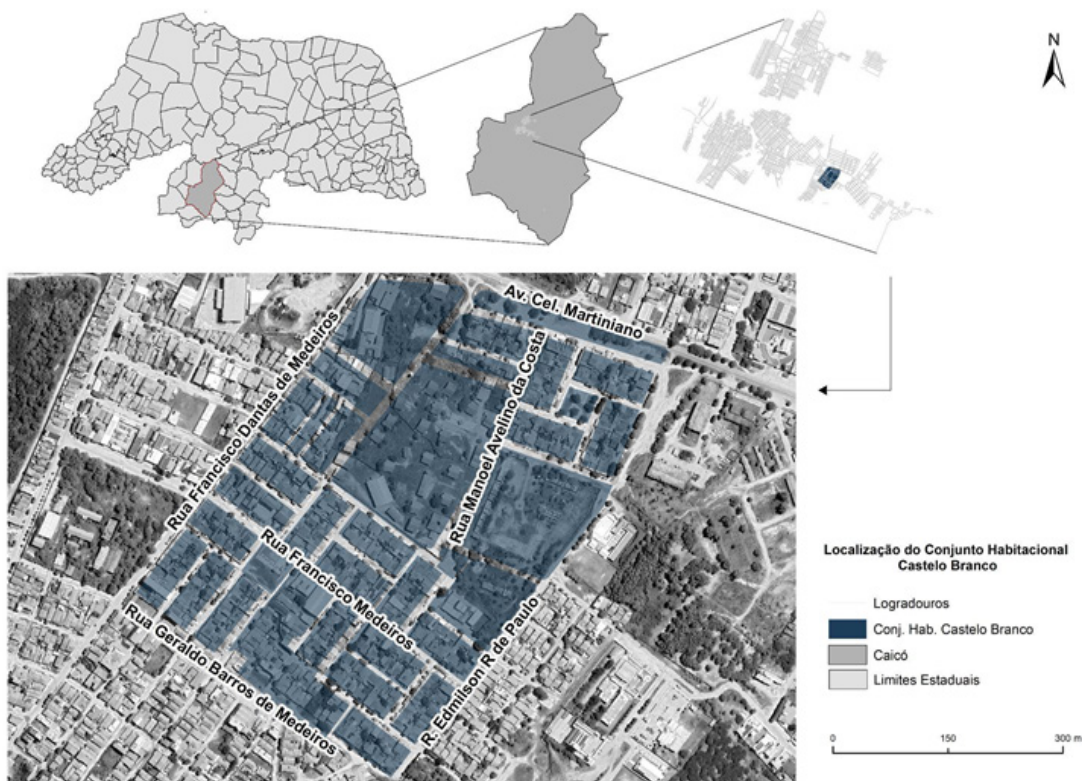 N
Av. Cel. Martiniano
Rua Francisco Dantas de Medeiros
Rua Manoel Avelino da Costa
Rua Francisco Medeiros
Rua Geraldo Barros de Medeiros
R. Edmilson R de Paulo
Localização do Conjunto Habitacional
Castelo Branco
Logradouros
Conj. Hab. Castelo Branco
Caicó
Limites Estaduais
0 150 300 m